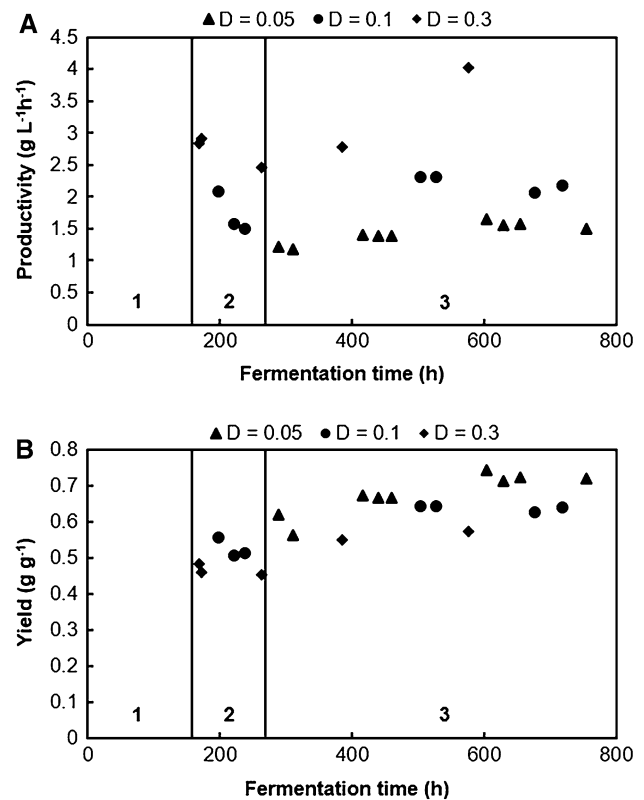 A
▲ D = 0.05 ● D = 0.1 ◆ D = 0.3
Productivity (g L⁻¹h⁻¹)
4.5
4
3.5
3
2.5
2
1.5
1
0.5
0
1 2 3
0 200 400 600 800
Fermentation time (h)
B
▲ D = 0.05 ● D = 0.1 ◆ D = 0.3
Yield (g g⁻¹)
0.8
0.7
0.6
0.5
0.4
0.3
0.2
0.1
0
1 2 3
0 200 400 600 800
Fermentation time (h)